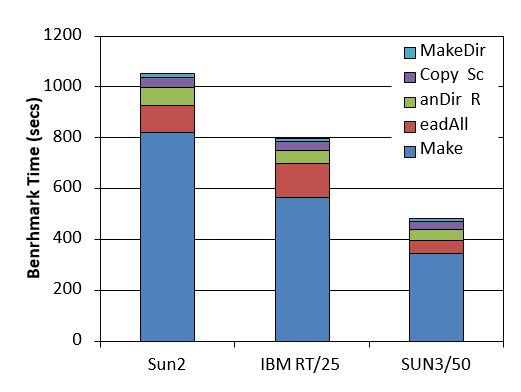 1200
1000
800
600
400
200
0
Benrhmark Time (secs)
MakeDir
Copy Sc
anDir R
eadAll
Make
Sun2
IBM RT/25
SUN3/50